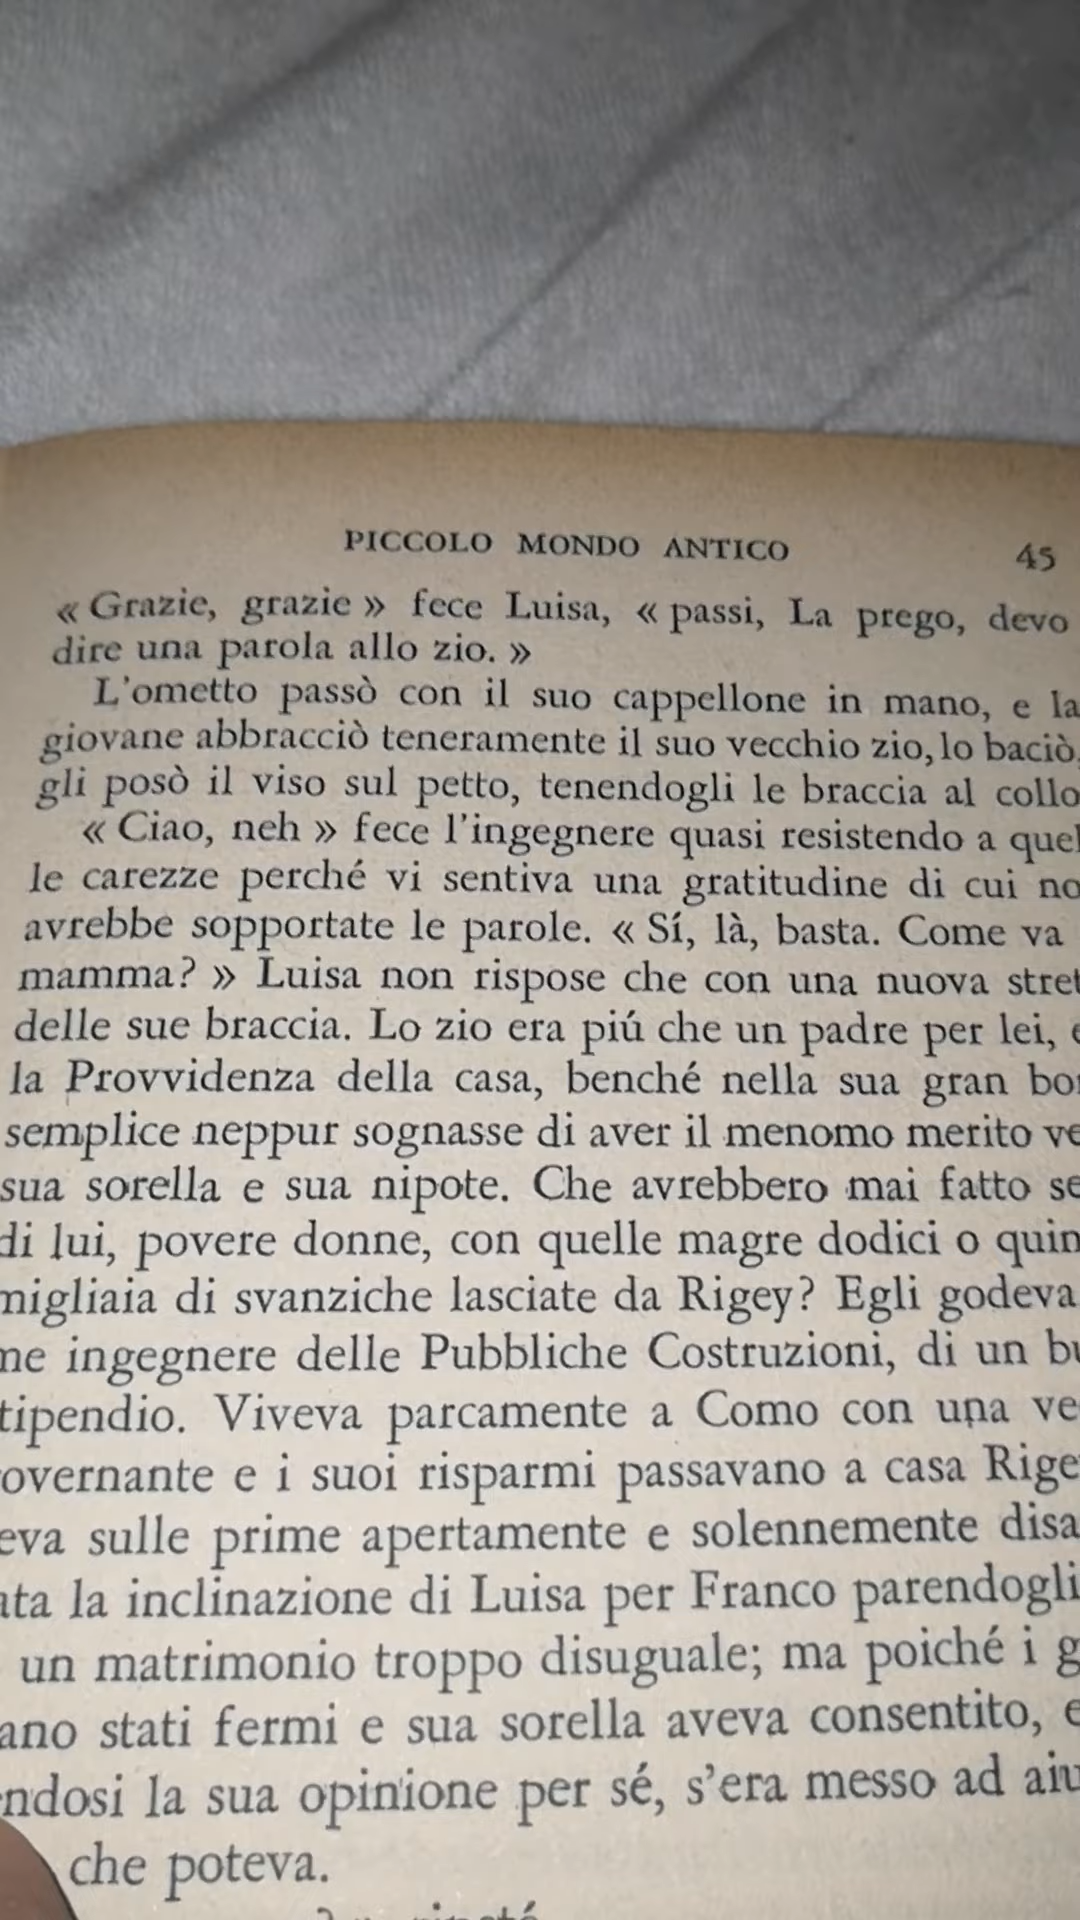 PICCOLO MONDO ANTICO 45
« Grazie, grazie » fece Luisa, « passi, La prego, devo
dire una parola allo zio. »
L'ometto passò con il suo cappellone in mano, e la
giovane abbracciò teneramente il suo vecchio zio, lo baciò,
gli posò il viso sul petto, tenendogli le braccia al collo
« Ciao, neh » fece l'ingegnere quasi resistendo a quel
le carezze perché vi sentiva una gratitudine di cui no
avrebbe sopportate le parole. « Sí, là, basta. Come va
mamma? » Luisa non rispose che con una nuova stret
delle sue braccia. Lo zio era piú che un padre per lei, e
la Provvidenza della casa, benché nella sua gran bo
semplice neppur sognasse di aver il menomo merito ve
sua sorella e sua nipote. Che avrebbero mai fatto se
di lui, povere donne, con quelle magre dodici o quin
migliaia di svanziche lasciate da Rigey? Egli godeva
me ingegnere delle Pubbliche Costruzioni, di un bu
tipendio. Viveva parcamente a Como con una ve
overnante e i suoi risparmi passavano a casa Rige
eva sulle prime apertamente e solennemente disa
ata la inclinazione di Luisa per Franco parendogli
un matrimonio troppo disuguale; ma poiché i g
ano stati fermi e sua sorella aveva consentito, e
ndosi la sua opinione per sé, s'era messo ad aiu
che poteva.